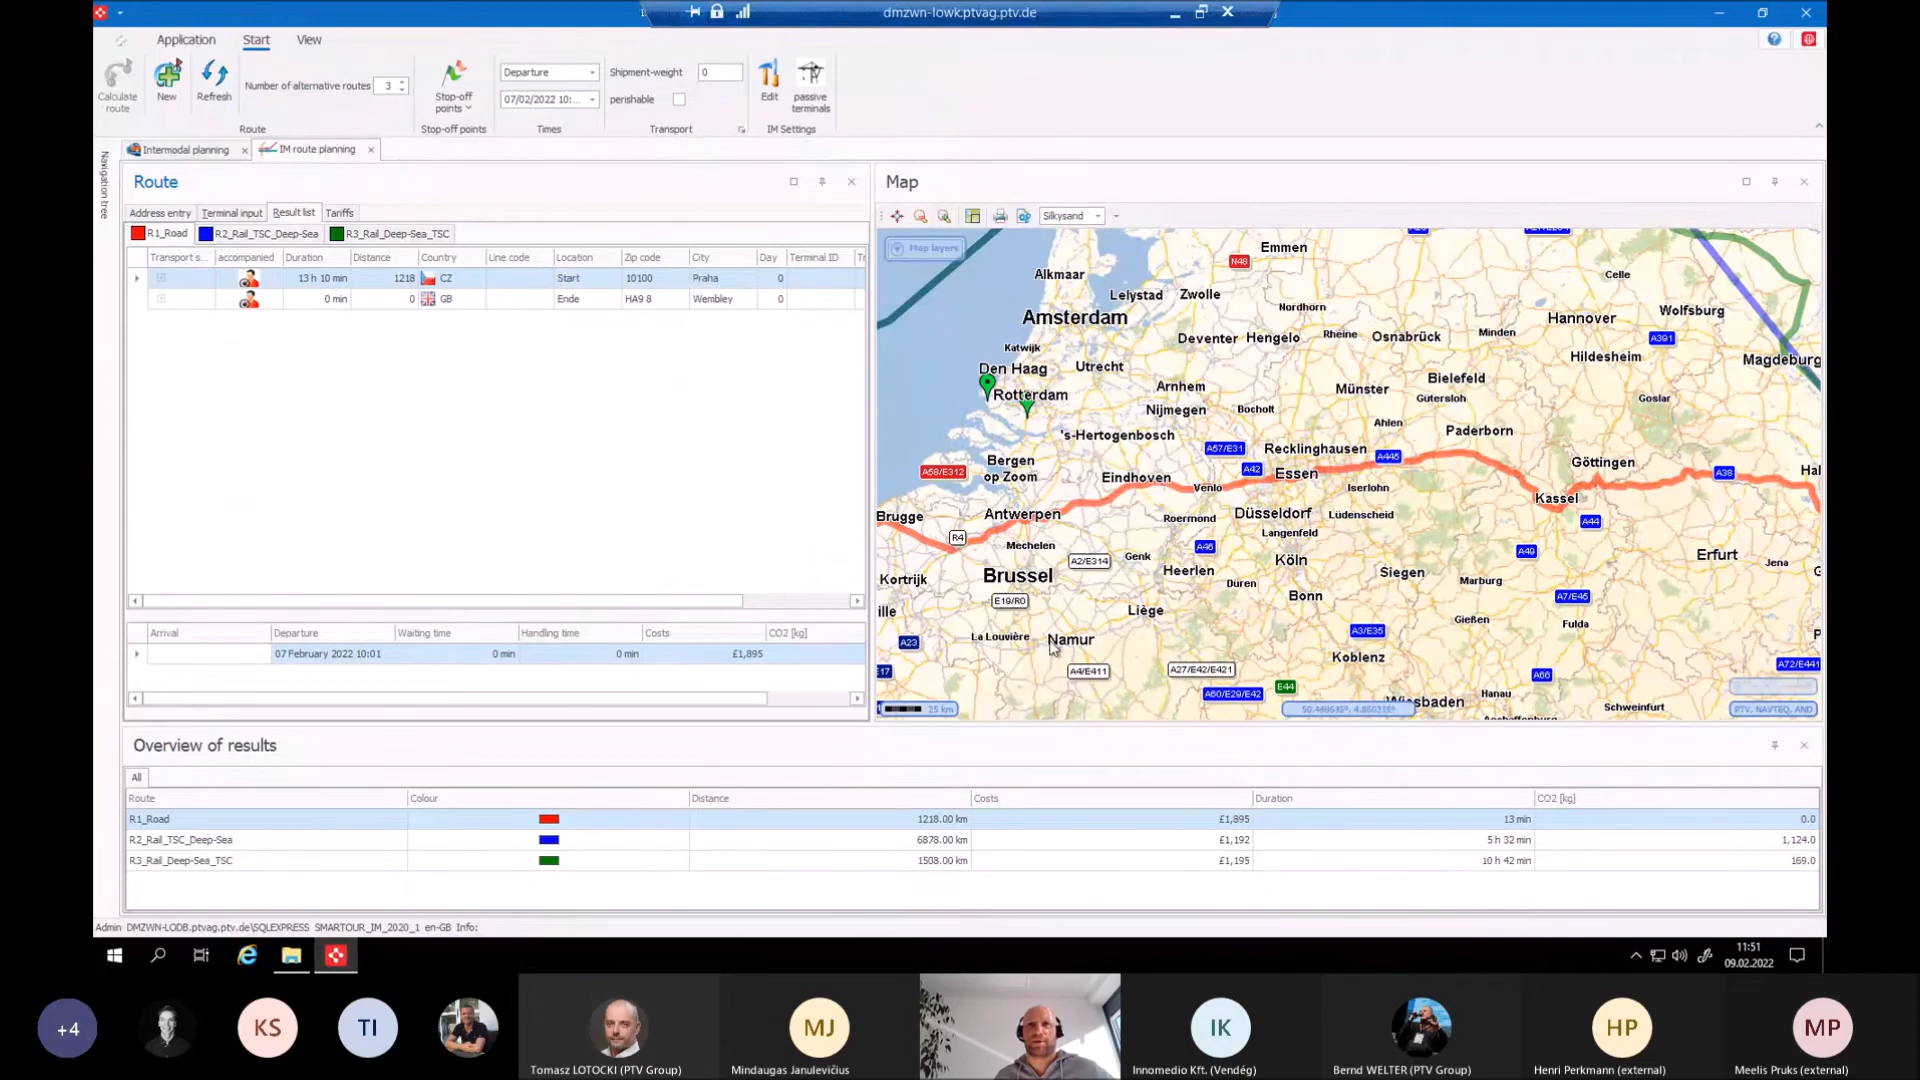 dmzwn-lowk.ptvag.ptv.de
Application Start View
Calculate route
New
Refresh
Number of alternative routes 3
Route
Stop-off points
Stop-off points
Departure
07/02/2022 10:...
Times
Shipment-weight 0
perishable
Transport
Edit
passive terminals
IM Settings
Navigation tree
Intermodal planning
IM route planning
Route
Address entry Terminal input Result list Tariffs
R1_Road R2_Rail_TSC_Deep-Sea R3_Rail_Deep-Sea_TSC
Transport s... accompanied Duration Distance Country Line code Location Zip code City Day Terminal ID
13 h 10 min 1218 CZ Start 10100 Praha 0
0 min 0 GB Ende HA9 8 Wembley 0
Arrival Departure Waiting time Handling time Costs CO2 [kg]
07 February 2022 10:01 0 min 0 min £1,895
Map
Silkysand
Map layers
Emmen
N48
Alkmaar
Celle
Lelystad
Zwolle
Nordhorn
Wolfsburg
Amsterdam
Hannover
Deventer
Hengelo
Rheine
Osnabrück
Minden
A391
Katwijk
Hildesheim
Magdeburg
Den Haag
Utrecht
Arnhem
Münster
Bielefeld
Rotterdam
Gütersloh
Goslar
Nijmegen
Bocholt
Ahlen
Paderborn
's-Hertogenbosch
A57/E31
Recklinghausen
A445
Bergen op Zoom
A58/E312
Eindhoven
A42
Essen
Göttingen
A38
Hal
Venlo
Iserlohn
Kassel
Brugge
Antwerpen
Roermond
Düsseldorf
Lüdenscheid
A44
R4
Langenfeld
Mechelen
A2/E314
Genk
A46
A49
Erfurt
Jena
Köln
Brussel
Heerlen
Düren
Siegen
Marburg
Kortrijk
E19/R0
Bonn
A7/E45
ille
Liège
Gießen
Fulda
A23
La Louvière
Namur
A3/E35
Koblenz
E17
A4/E411
A27/E42/E421
A66
A72/E441
A60/E29/E42
E44
Hanau
Wiesbaden
Schweinfurt
25 km
PTV, NAVTEQ, AND
Overview of results
All
Route Colour Distance Costs Duration CO2 [kg]
R1_Road 1218.00 km £1,895 13 min 0.0
R2_Rail_TSC_Deep-Sea 6878.00 km £1,192 5 h 32 min 1,124.0
R3_Rail_Deep-Sea_TSC 1508.00 km £1,195 10 h 42 min 169.0
Admin DMZWN-LODB.ptvag.ptv.de\SQLEXPRESS SMARTOUR_IM_2020_1 en-GB Info:
11:51
09.02.2022
+4
KS
TI
MJ
IK
HP
MP
Tomasz LOTOCKI (PTV Group)
Mindaugas Janulevičius
Innomedio Kft. (Vendég)
Bernd WELTER (PTV Group)
Henri Perkmann (external)
Meelis Pruks (external)